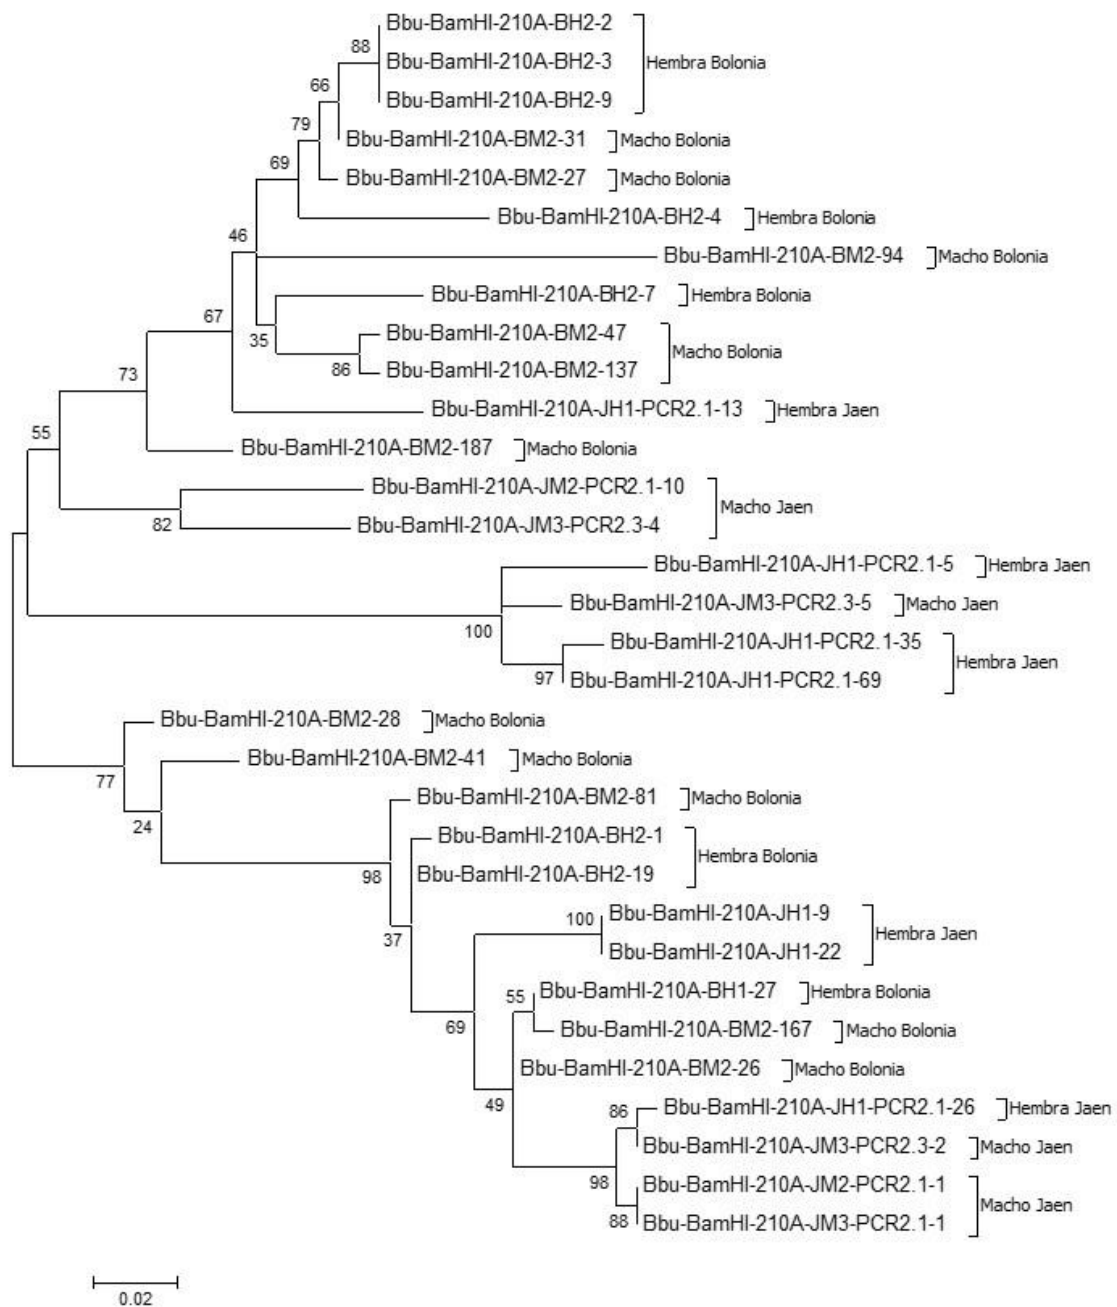 Bbu-BamHI-210A-BH2-2
88
Bbu-BamHI-210A-BH2-3
Hembra Bolonia
66
Bbu-BamHI-210A-BH2-9
79
Bbu-BamHI-210A-BM2-31
Macho Bolonia
69
Bbu-BamHI-210A-BM2-27
Macho Bolonia
Bbu-BamHI-210A-BH2-4
Hembra Bolonia
46
Bbu-BamHI-210A-BM2-94
Macho Bolonia
Bbu-BamHI-210A-BH2-7
Hembra Bolonia
67
35
Bbu-BamHI-210A-BM2-47
Macho Bolonia
86
Bbu-BamHI-210A-BM2-137
73
Bbu-BamHI-210A-JH1-PCR2.1-13
Hembra Jaen
55
Bbu-BamHI-210A-BM2-187
Macho Bolonia
Bbu-BamHI-210A-JM2-PCR2.1-10
Macho Jaen
82
Bbu-BamHI-210A-JM3-PCR2.3-4
Bbu-BamHI-210A-JH1-PCR2.1-5
Hembra Jaen
Bbu-BamHI-210A-JM3-PCR2.3-5
Macho Jaen
100
Bbu-BamHI-210A-JH1-PCR2.1-35
Hembra Jaen
97
Bbu-BamHI-210A-JH1-PCR2.1-69
Bbu-BamHI-210A-BM2-28
Macho Bolonia
Bbu-BamHI-210A-BM2-41
Macho Bolonia
77
Bbu-BamHI-210A-BM2-81
Macho Bolonia
24
Bbu-BamHI-210A-BH2-1
Hembra Bolonia
98
Bbu-BamHI-210A-BH2-19
Bbu-BamHI-210A-JH1-9
100
Hembra Jaen
37
Bbu-BamHI-210A-JH1-22
Bbu-BamHI-210A-BH1-27
Hembra Bolonia
55
69
Bbu-BamHI-210A-BM2-167
Macho Bolonia
Bbu-BamHI-210A-BM2-26
Macho Bolonia
49
86
Bbu-BamHI-210A-JH1-PCR2.1-26
Hembra Jaen
Bbu-BamHI-210A-JM3-PCR2.3-2
Macho Jaen
98
Bbu-BamHI-210A-JM2-PCR2.1-1
Macho Jaen
88
Bbu-BamHI-210A-JM3-PCR2.1-1
0.02